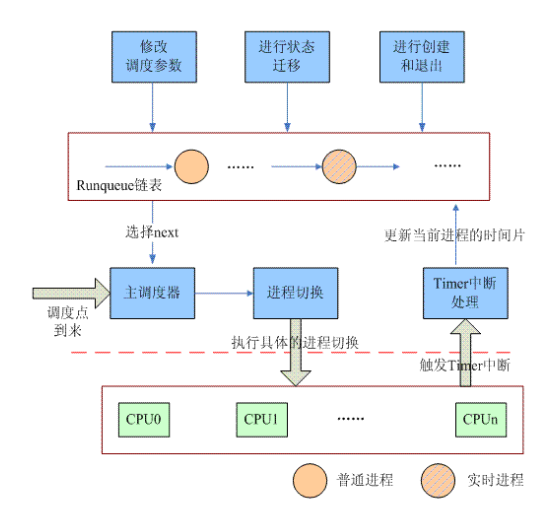 修改
调度参数
进行状态
迁移
进行创建
和退出
……
……
Runqueue链表
选择next
更新当前进程的时间片
主调度器
进程切换
Timer中断
处理
调度点
到来
执行具体的进程切换
触发Timer中断
CPU0
CPU1
……
CPUn
普通进程
实时进程